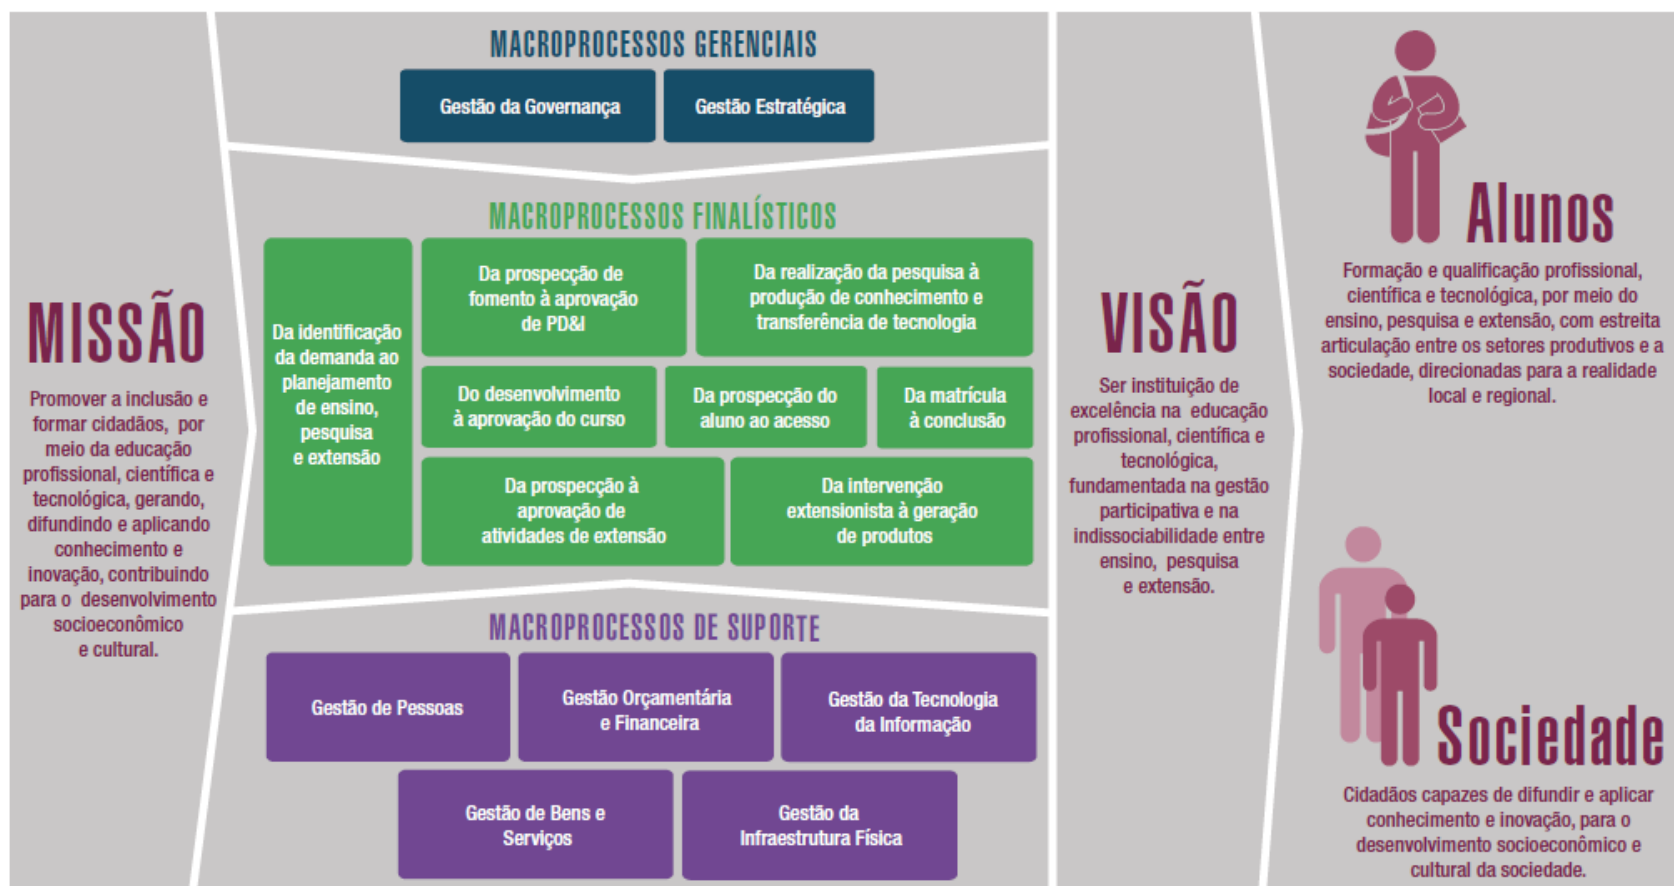 MISSÃO
Promover a inclusão e
formar cidadãos, por
meio da educação
profissional, científica e
tecnológica, gerando,
difundindo e aplicando
conhecimento e
inovação, contribuindo
para o desenvolvimento
socioeconômico
e cultural.
MACROPROCESSOS GERENCIAIS
Gestão da Governança
Gestão Estratégica
MACROPROCESSOS FINALÍSTICOS
Da identificação
da demanda ao
planejamento
de ensino,
pesquisa
e extensão
Da prospecção de
fomento à aprovação
de PD&I
Da realização da pesquisa à
produção de conhecimento e
transferência de tecnologia
Do desenvolvimento
à aprovação do curso
Da prospecção do
aluno ao acesso
Da matrícula
à conclusão
Da prospecção à
aprovação de
atividades de extensão
Da intervenção
extensionista à geração
de produtos
MACROPROCESSOS DE SUPORTE
Gestão de Pessoas
Gestão Orçamentária
e Financeira
Gestão da Tecnologia
da Informação
Gestão de Bens e
Serviços
Gestão da
Infraestrutura Física
VISÃO
Ser instituição de
excelência na educação
profissional, científica e
tecnológica,
fundamentada na gestão
participativa e na
indissociabilidade entre
ensino, pesquisa
e extensão.
Alunos
Formação e qualificação profissional,
científica e tecnológica, por meio do
ensino, pesquisa e extensão, com estreita
articulação entre os setores produtivos e a
sociedade, direcionadas para a realidade
local e regional.
Sociedade
Cidadãos capazes de difundir e aplicar
conhecimento e inovação, para o
desenvolvimento socioeconômico e
cultural da sociedade.